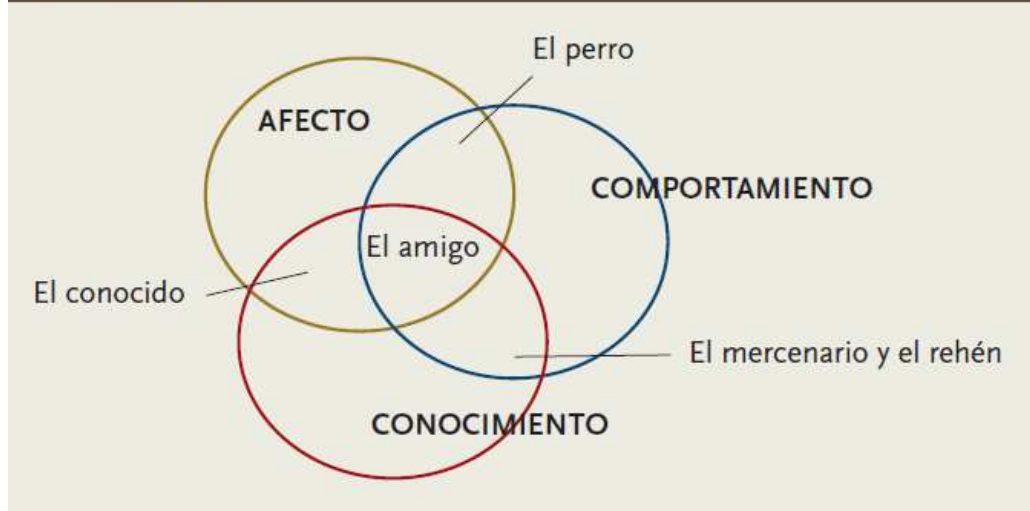 El perro
AFECTO
COMPORTAMIENTO
El amigo
El conocido
El mercenario y el rehén
CONOCIMIENTO